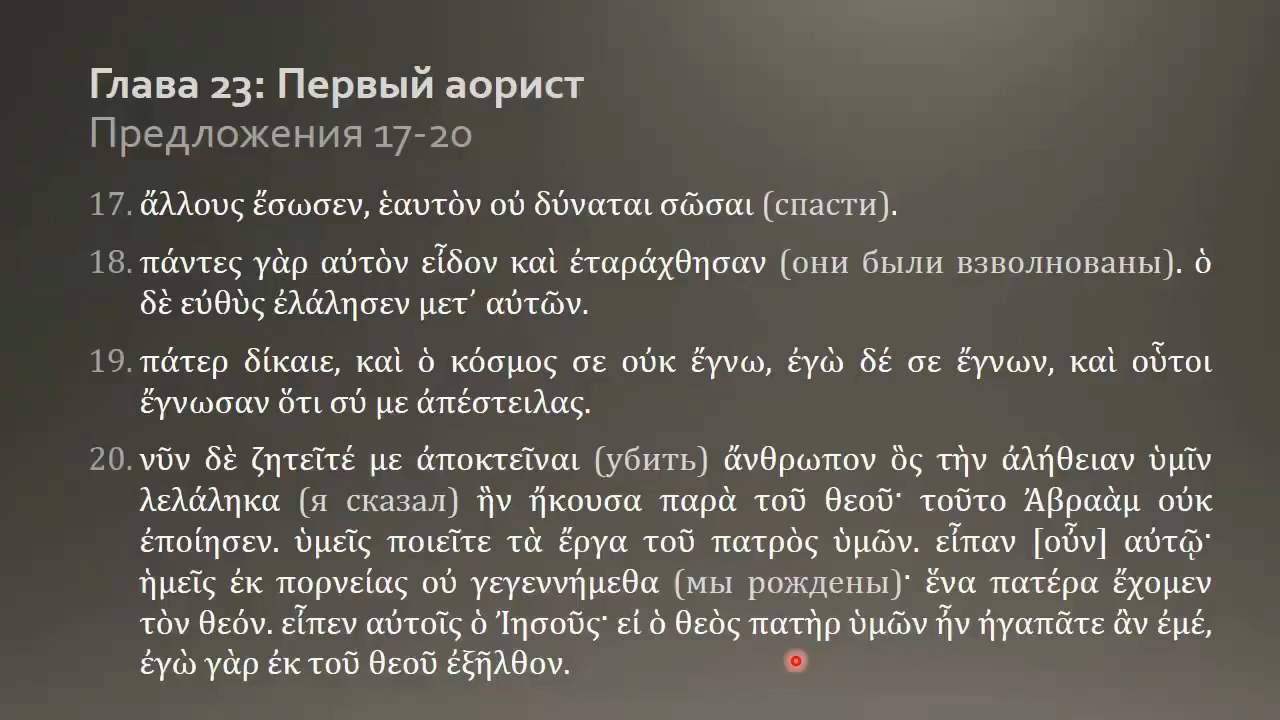 Глава 23: Первый аорист
Предложения 17-20
17. ἄλλους ἔσωσεν, ἑαυτὸν οὐ δύναται σῶσαι (спасти).
18. πάντες γὰρ αὐτὸν εἶδον καὶ ἐταράχθησαν (они были взволнованы). ὁ
δὲ εὐθὺς ἐλάλησεν μετ’ αὐτῶν.
19. πάτερ δίκαιε, καὶ ὁ κόσμος σε οὐκ ἔγνω, ἐγὼ δέ σε ἔγνων, καὶ οὗτοι
ἔγνωσαν ὅτι σύ με ἀπέστειλας.
20. νῦν δὲ ζητεῖτέ με ἀποκτεῖναι (убить) ἄνθρωπον ὃς τὴν ἀλήθειαν ὑμῖν
λελάληκα (я сказал) ἣν ἤκουσα παρὰ τοῦ θεοῦ· τοῦτο Ἀβραὰμ οὐκ
ἐποίησεν. ὑμεῖς ποιεῖτε τὰ ἔργα τοῦ πατρὸς ὑμῶν. εἶπαν [οὖν] αὐτῷ·
ἡμεῖς ἐκ πορνείας οὐ γεγεννήμεθα (мы рождены)· ἕνα πατέρα ἔχομεν
τὸν θεόν. εἶπεν αὐτοῖς ὁ Ἰησοῦς· εἰ ὁ θεὸς πατὴρ ὑμῶν ἦν ἠγαπᾶτε ἂν ἐμέ,
ἐγὼ γὰρ ἐκ τοῦ θεοῦ ἐξῆλθον.